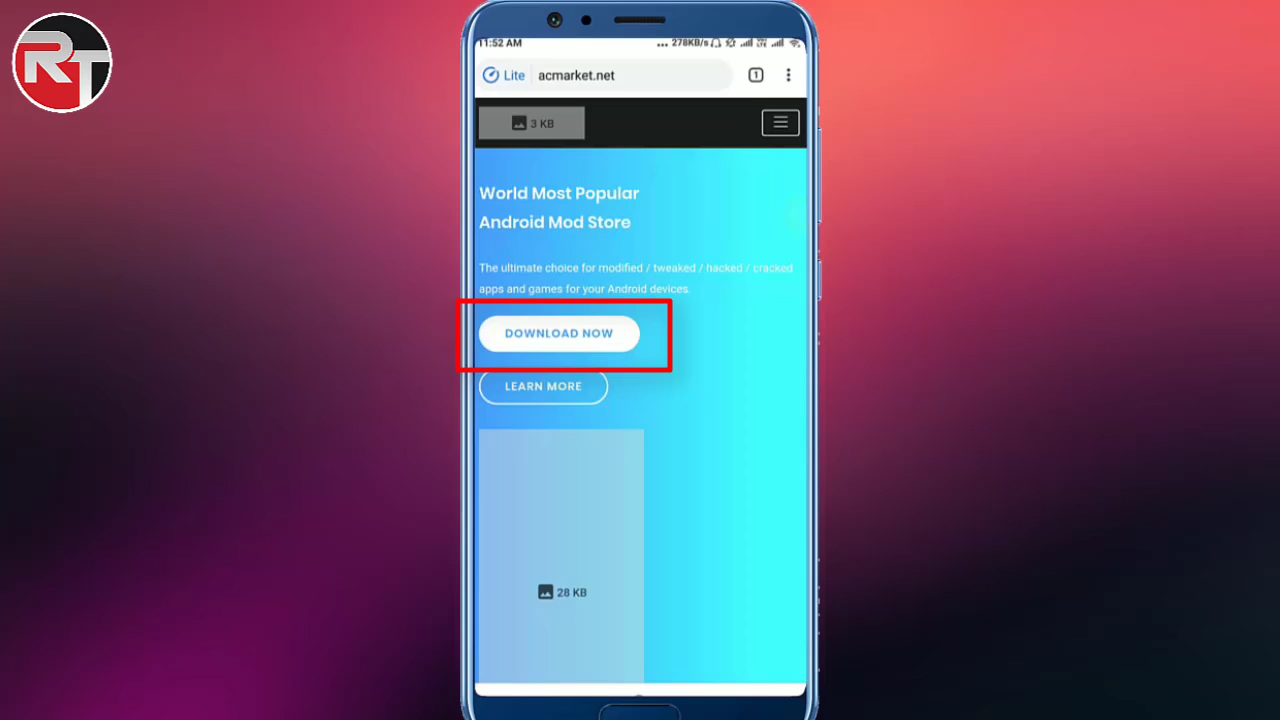 RT
11:52 AM
... 278KB/s
Lite acmarket.net 1
3 KB
World Most Popular
Android Mod Store
The ultimate choice for modified / tweaked / hacked / cracked
apps and games for your Android devices.
DOWNLOAD NOW
LEARN MORE
28 KB